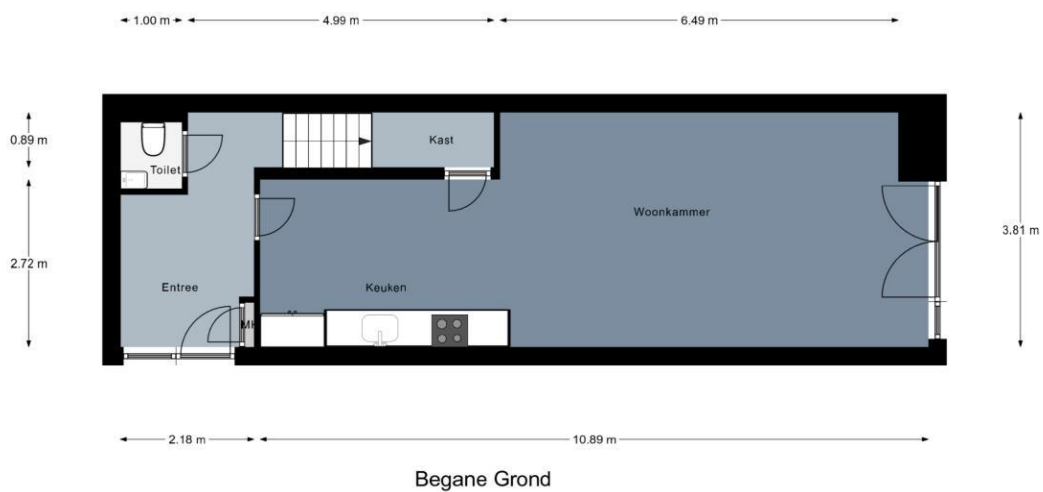 1.00 m
4.99 m
6.49 m
0.89 m
Kast
Toilet
Woonkammer
3.81 m
2.72 m
Entree
Keuken
2.18 m
10.89 m
Begane Grond